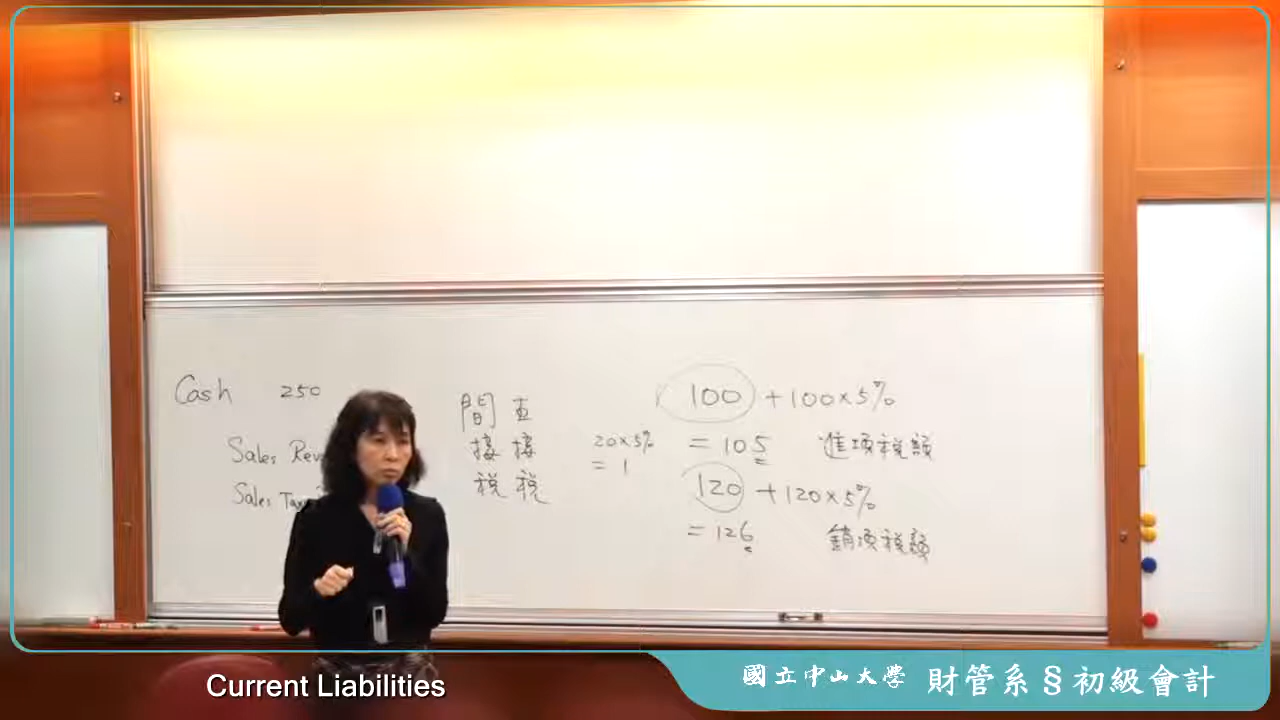 Cash 250
Sales Rev
Sales Tax
間 直
接 接
稅 稅
20×5%
= 1
100 + 100×5%
= 105 進項稅額
120 + 120×5%
= 126 銷項稅額
Current Liabilities
國立中山大學 財管系§初級會計